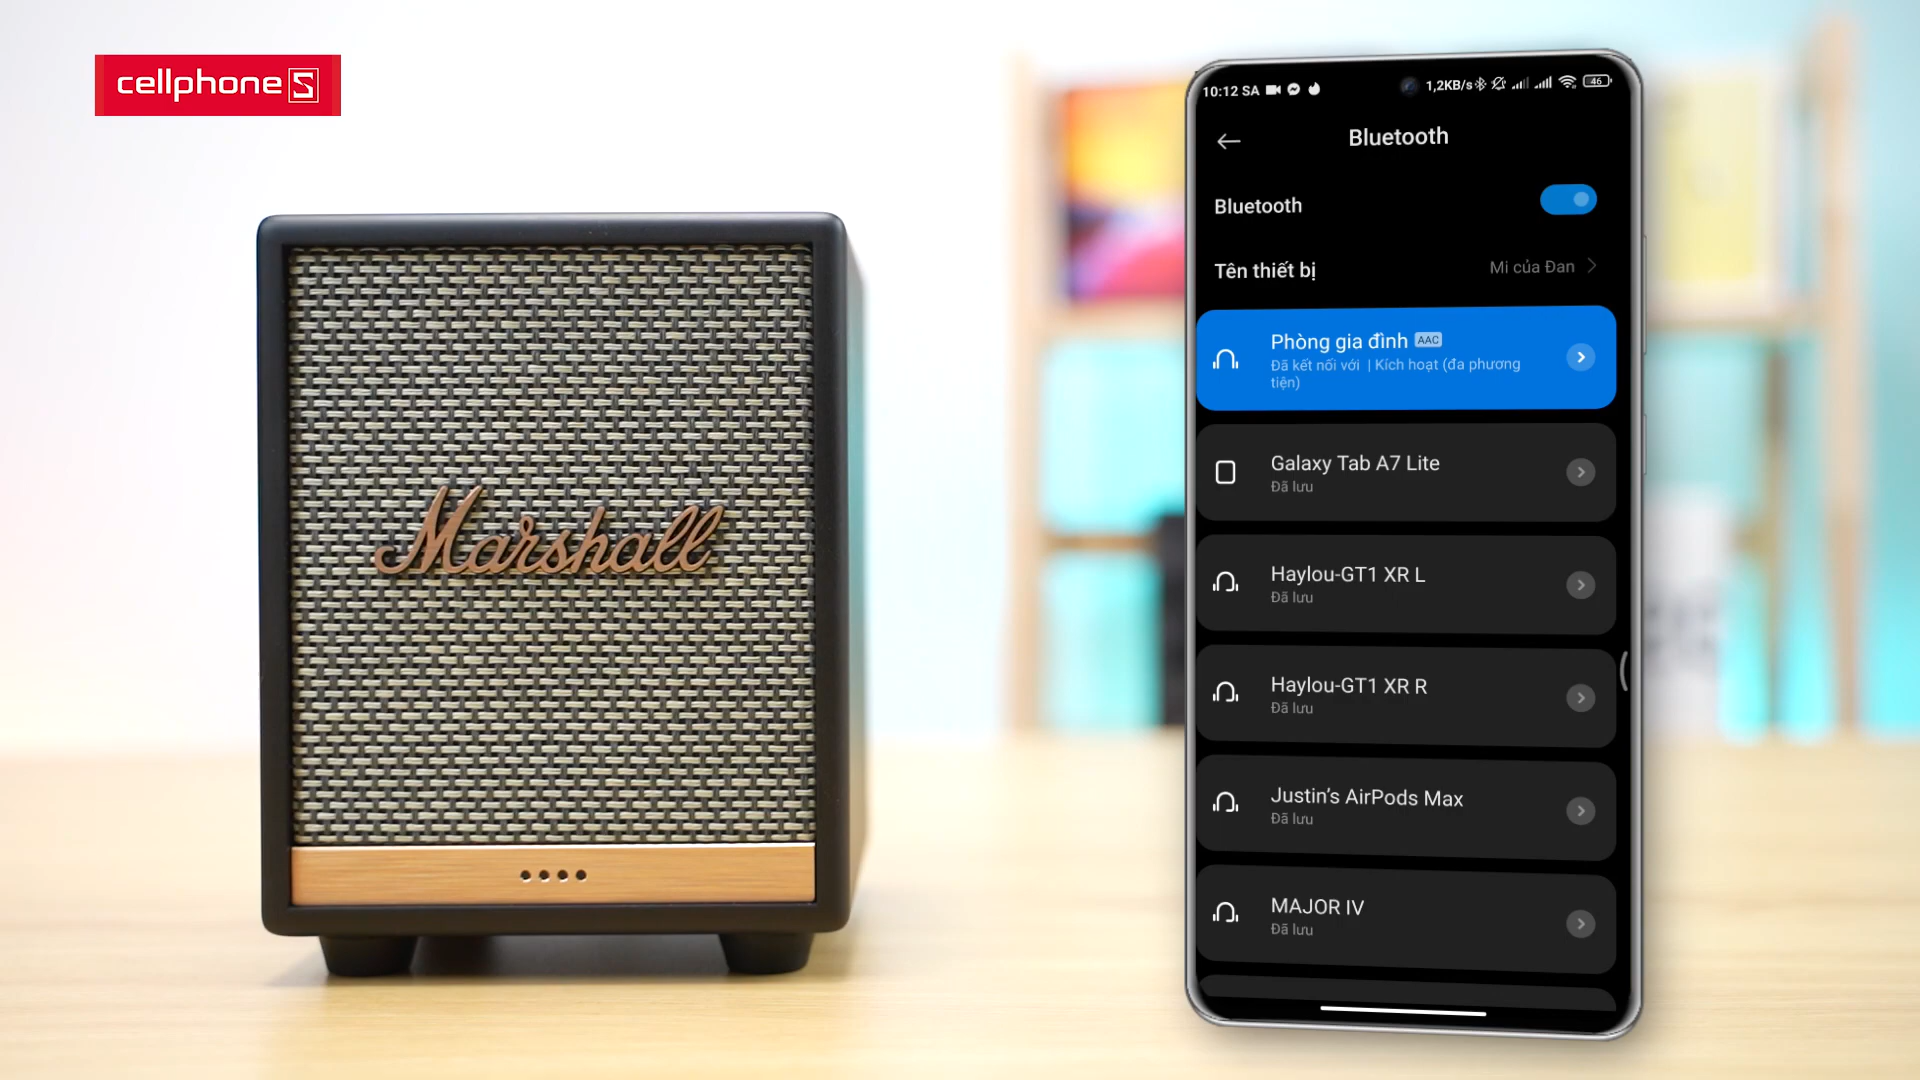 cellphoneS
Marshall
10:12 SA
1,2KB/s
46
Bluetooth
Bluetooth
Tên thiết bị
Mi của Đan
Phòng gia đình AAC
Đã kết nối với | Kích hoạt (đa phương
tiện)
Galaxy Tab A7 Lite
Đã lưu
Haylou-GT1 XR L
Đã lưu
Haylou-GT1 XR R
Đã lưu
Justin's AirPods Max
Đã lưu
MAJOR IV
Đã lưu